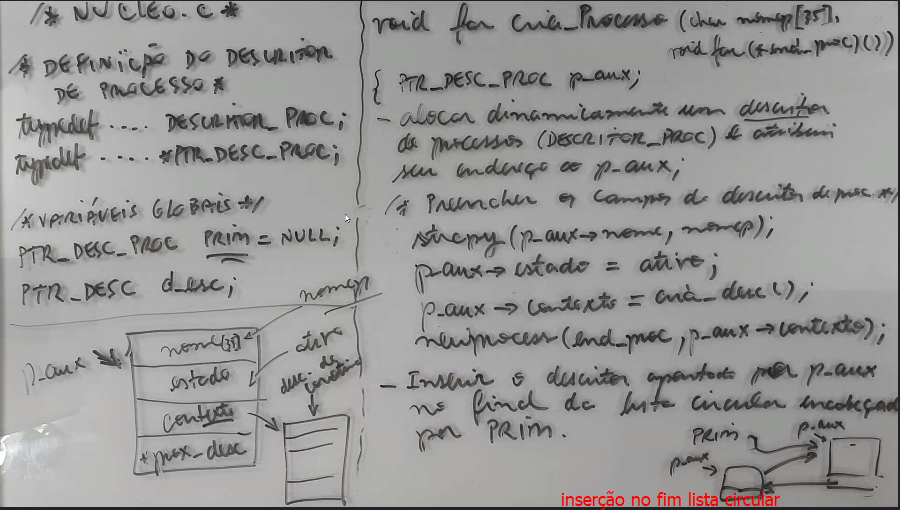 /* NÚCLEO.C *
/* DEFINIÇÃO DO DESCRITOR
DE PROCESSO *
typedef .... DESCRITOR_PROC;
typedef .... *PTR_DESC_PROC;
/*VARIÁVEIS GLOBAIS*/
PTR_DESC_PROC PRIM = NULL;
PTR_DESC d_esc;
nomep
p_aux
nome[35]
ativo
estado
desc. de
contexto
*prox_desc
void far cria_Processo (char nomep[35],
void far (*end_proc)())
{ PTR_DESC_PROC p_aux;
- alocar dinamicamente um descritor
de processos (DESCRITOR_PROC) e atribuir
seu endereço ao p_aux;
/* Preencher os campos do descritor de proc. */
strcpy(p_aux→nome, nomep);
p_aux→estado = ativo;
p_aux→contexto = cria_desc();
newprocess(end_proc, p_aux→contexto);
- Inserir o descritor apontado por p_aux
no final da lista circular encabeçada
por PRIM.
PRIM
p_aux
p_aux
inserção no fim lista circular